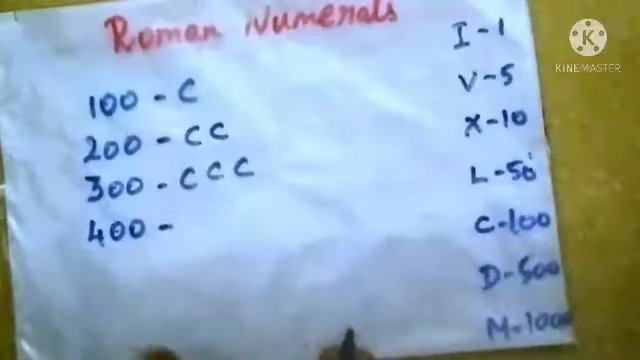 Roman Numerals
100 - C
200 - CC
300 - CCC
400 -
I - 1
V - 5
X - 10
L - 50
C - 100
D - 500
M - 1000
K
KINEMASTER